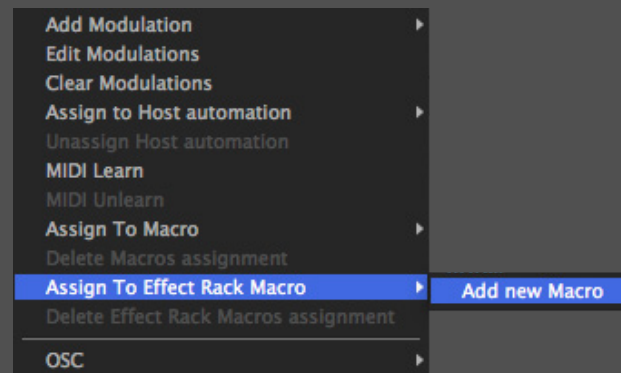 Add Modulation
Edit Modulations
Clear Modulations
Assign to Host automation
Unassign Host automation
MIDI Learn
MIDI Unlearn
Assign To Macro
Delete Macros assignment
Assign To Effect Rack Macro
Add new Macro
Delete Effect Rack Macros assignment
OSC